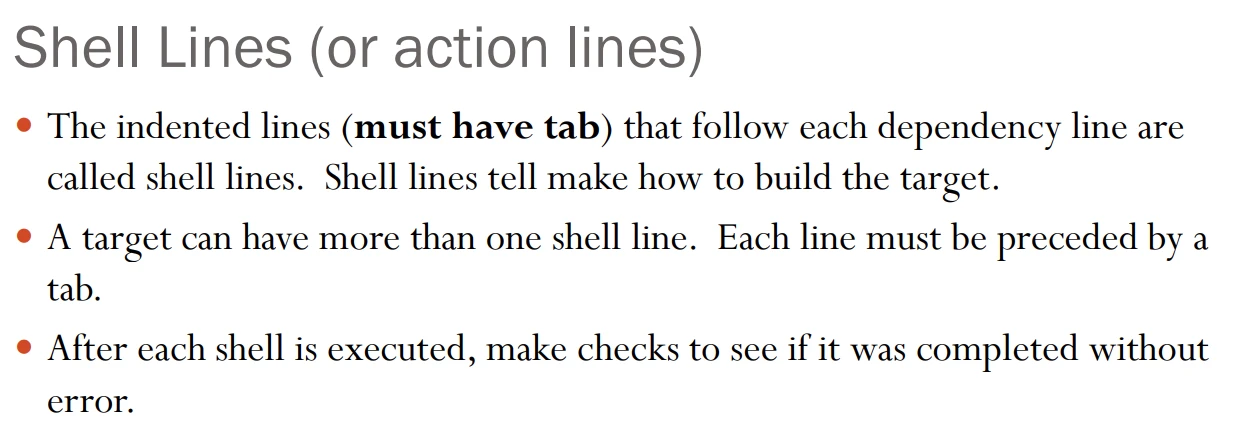 Shell Lines (or action lines)
• The indented lines (must have tab) that follow each dependency line are
called shell lines.  Shell lines tell make how to build the target.
• A target can have more than one shell line.  Each line must be preceded by a
tab.
• After each shell is executed, make checks to see if it was completed without
error.